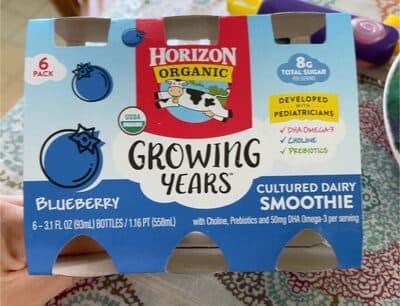 HORIZON
ORGANIC
6
PACK
8G
TOTAL SUGAR
PER SERVING
USDA
ORGANIC
DEVELOPED
WITH
PEDIATRICIANS
✓ DHA OMEGA-3
✓ CHOLINE
✓ PREBIOTICS
GROWING
YEARS™
BLUEBERRY
CULTURED DAIRY
SMOOTHIE
6 – 3.1 FL OZ (93mL) BOTTLES / 1.16 PT (558mL)
with Choline, Prebiotics and 50mg DHA Omega-3 per serving